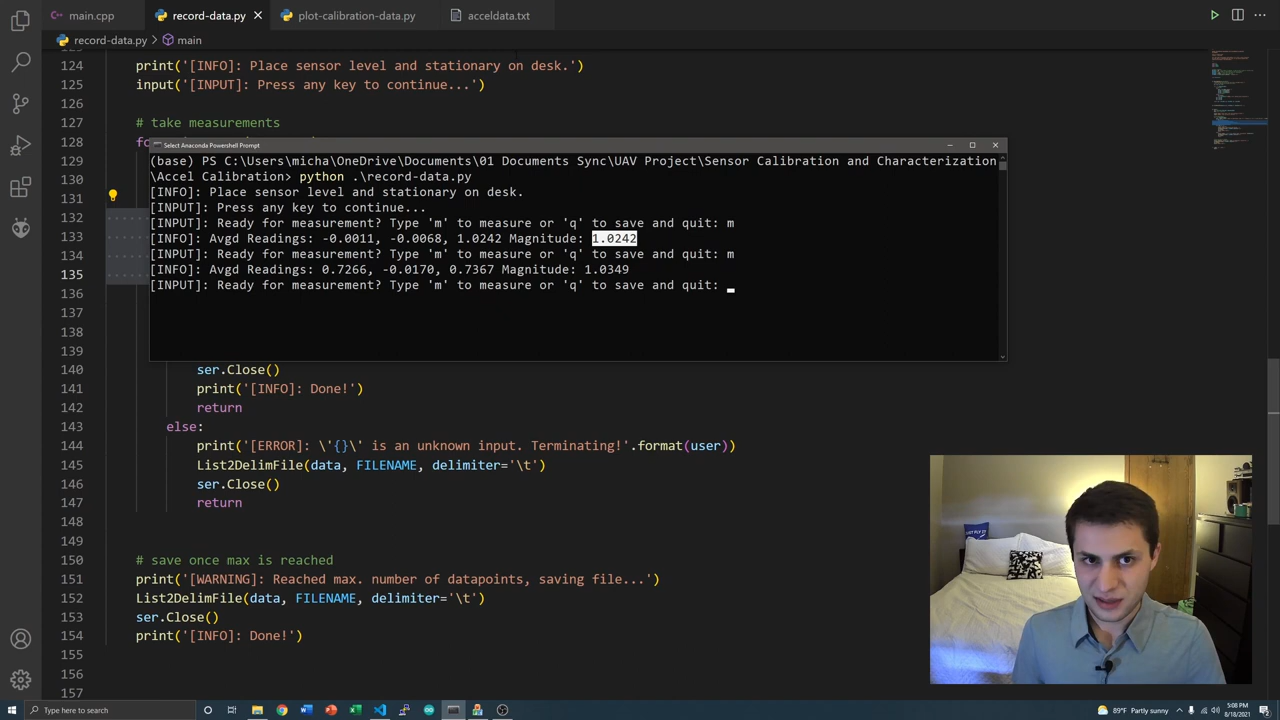 main.cpp
record-data.py
plot-calibration-data.py
acceldata.txt
record-data.py > main
124 print('[INFO]: Place sensor level and stationary on desk.')
125 input('[INPUT]: Press any key to continue...')
126
127 # take measurements
128
Select Anaconda Powershell Prompt
129
(base) PS C:\Users\micha\OneDrive\Documents\01 Documents Sync\UAV Project\Sensor Calibration and Characterization
130
\Accel Calibration> python .\record-data.py
131
[INFO]: Place sensor level and stationary on desk.
132
[INPUT]: Press any key to continue...
[INPUT]: Ready for measurement? Type 'm' to measure or 'q' to save and quit: m
133
[INFO]: Avgd Readings: -0.0011, -0.0068, 1.0242 Magnitude: 1.0242
134
[INPUT]: Ready for measurement? Type 'm' to measure or 'q' to save and quit: m
135
[INFO]: Avgd Readings: 0.7266, -0.0170, 0.7367 Magnitude: 1.0349
136
[INPUT]: Ready for measurement? Type 'm' to measure or 'q' to save and quit:
137
138
139
140 ser.Close()
141 print('[INFO]: Done!')
142 return
143 else:
144 print('[ERROR]: \'{}\' is an unknown input. Terminating!'.format(user))
145 List2DelimFile(data, FILENAME, delimiter='\t')
146 ser.Close()
147 return
148
149
150 # save once max is reached
151 print('[WARNING]: Reached max. number of datapoints, saving file...')
152 List2DelimFile(data, FILENAME, delimiter='\t')
153 ser.Close()
154 print('[INFO]: Done!')
155
156
157
Type here to search
89°F Partly sunny
5:08 PM
8/18/2021